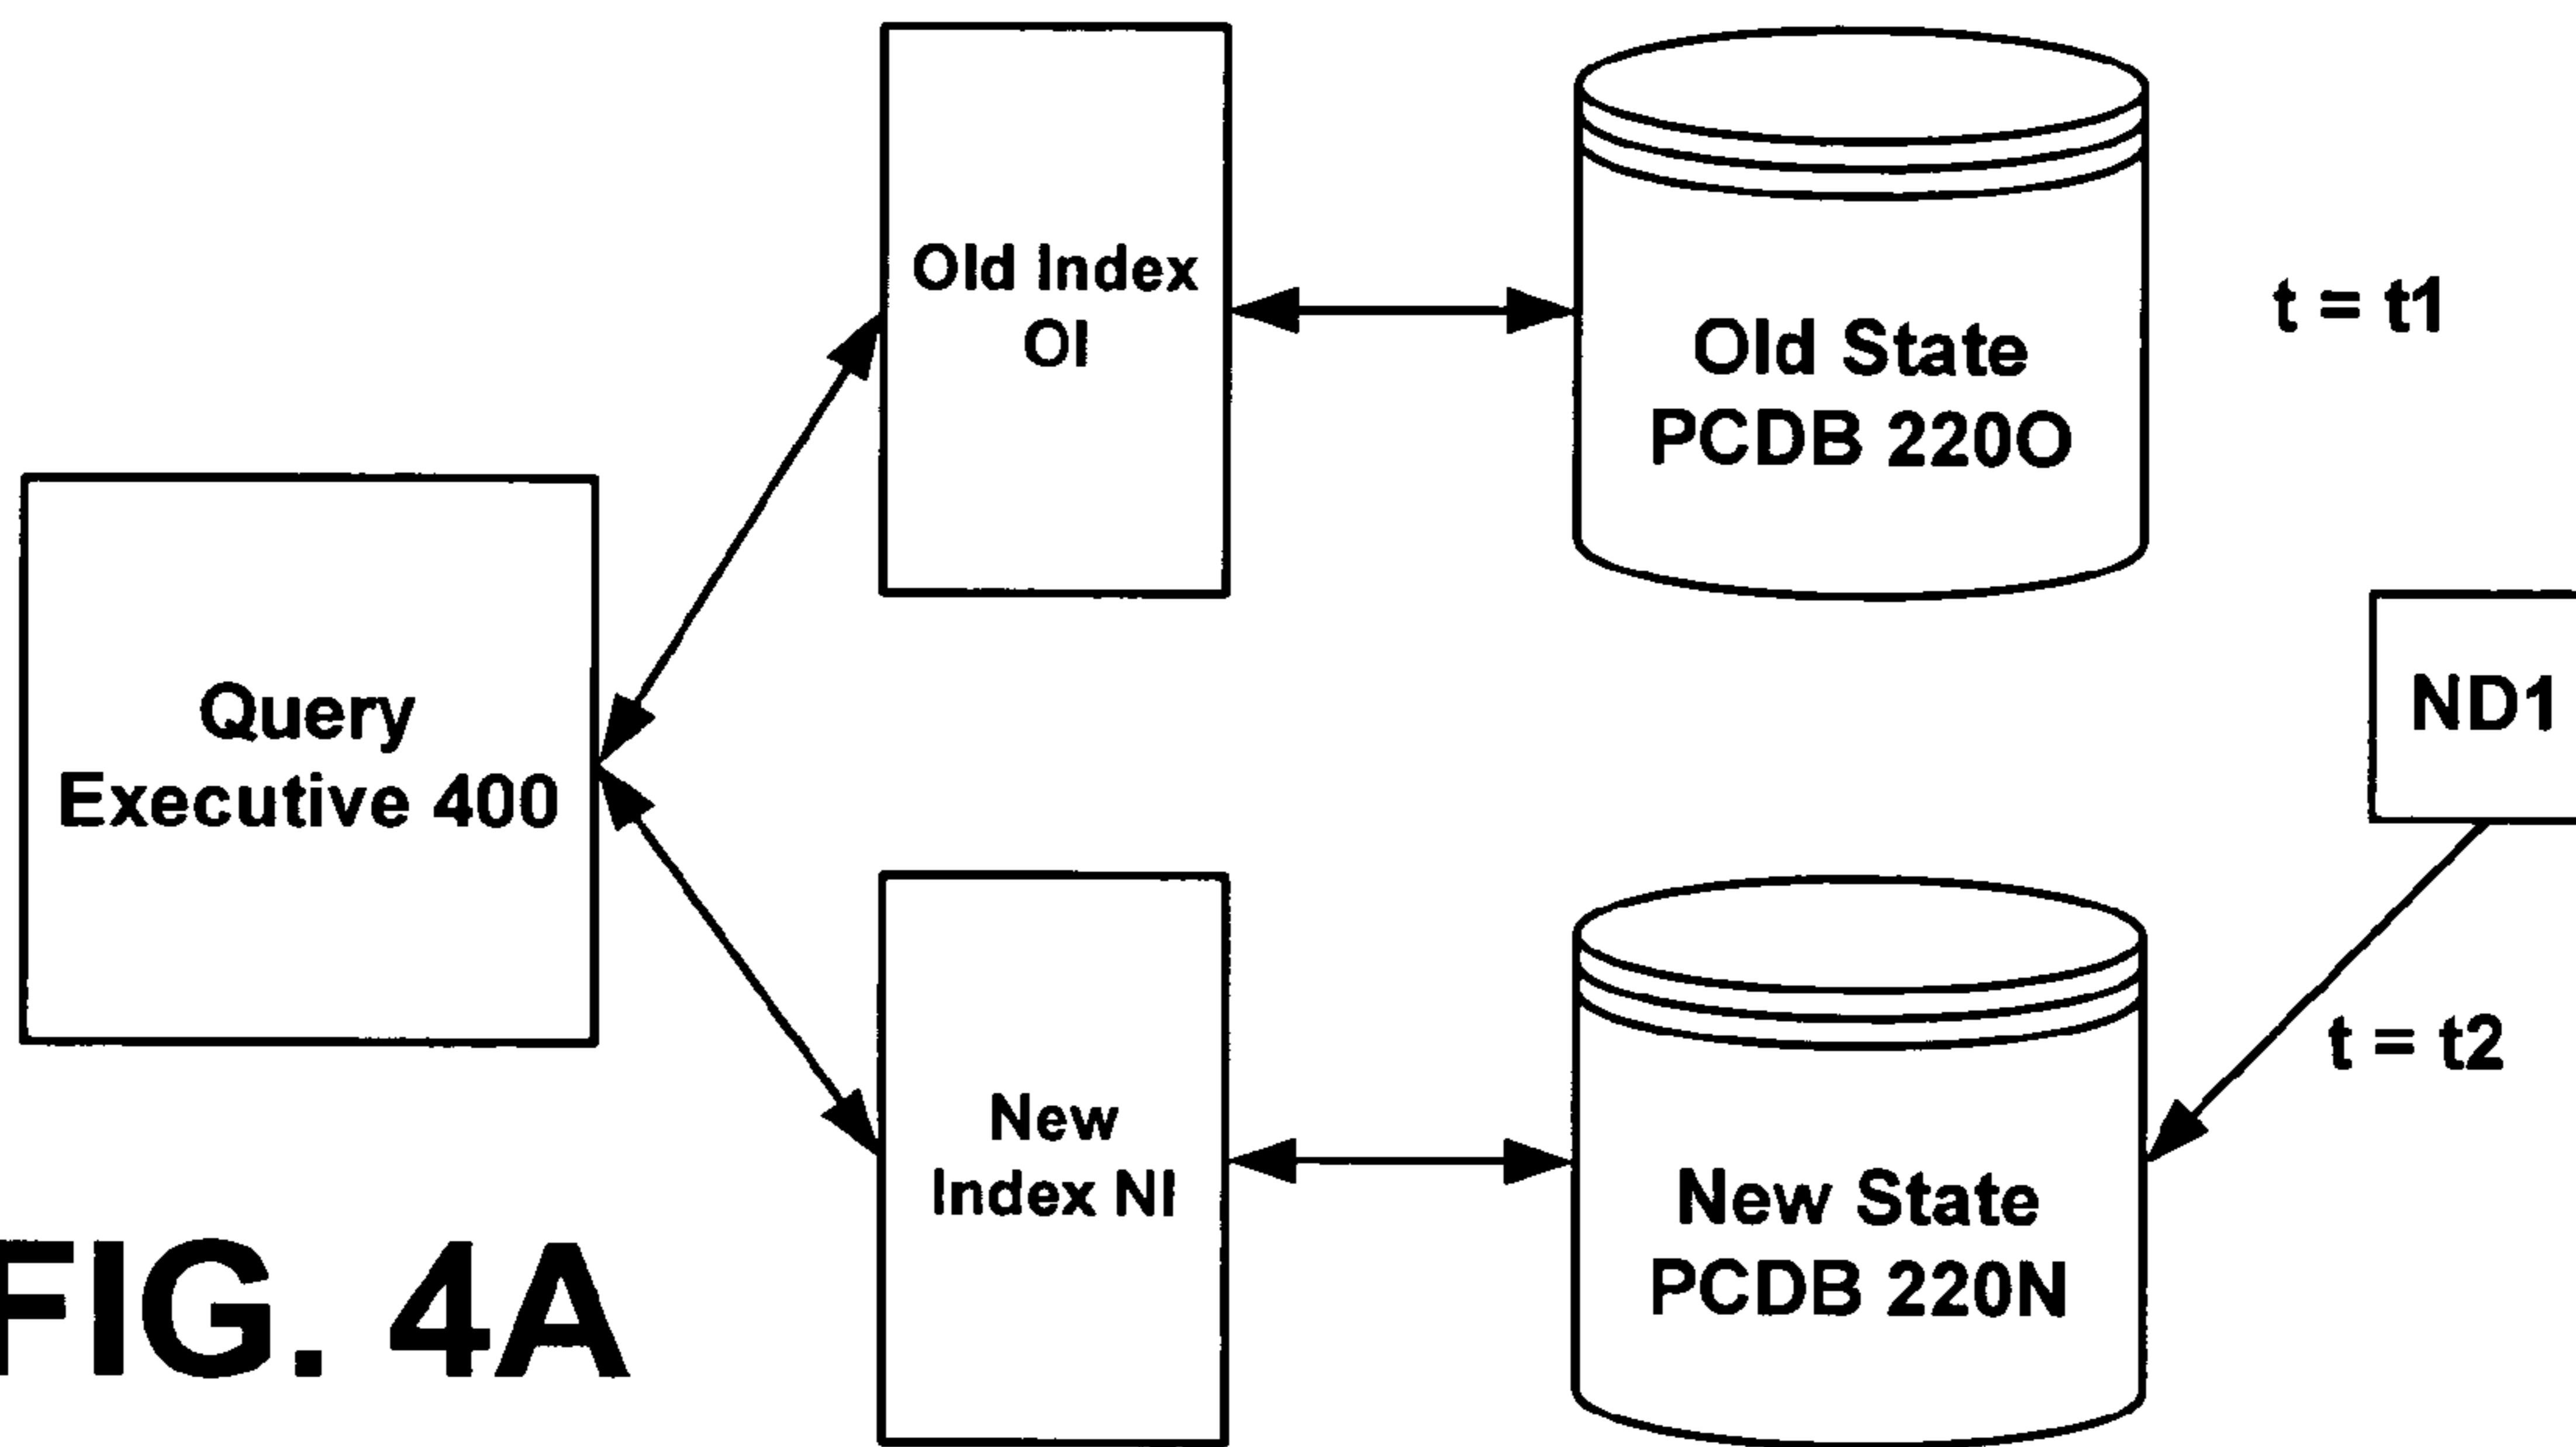 Old Index
OI
Old State
PCDB 220O
t = t1
Query
Executive 400
ND1
New
Index NI
New State
PCDB 220N
t = t2
FIG. 4A